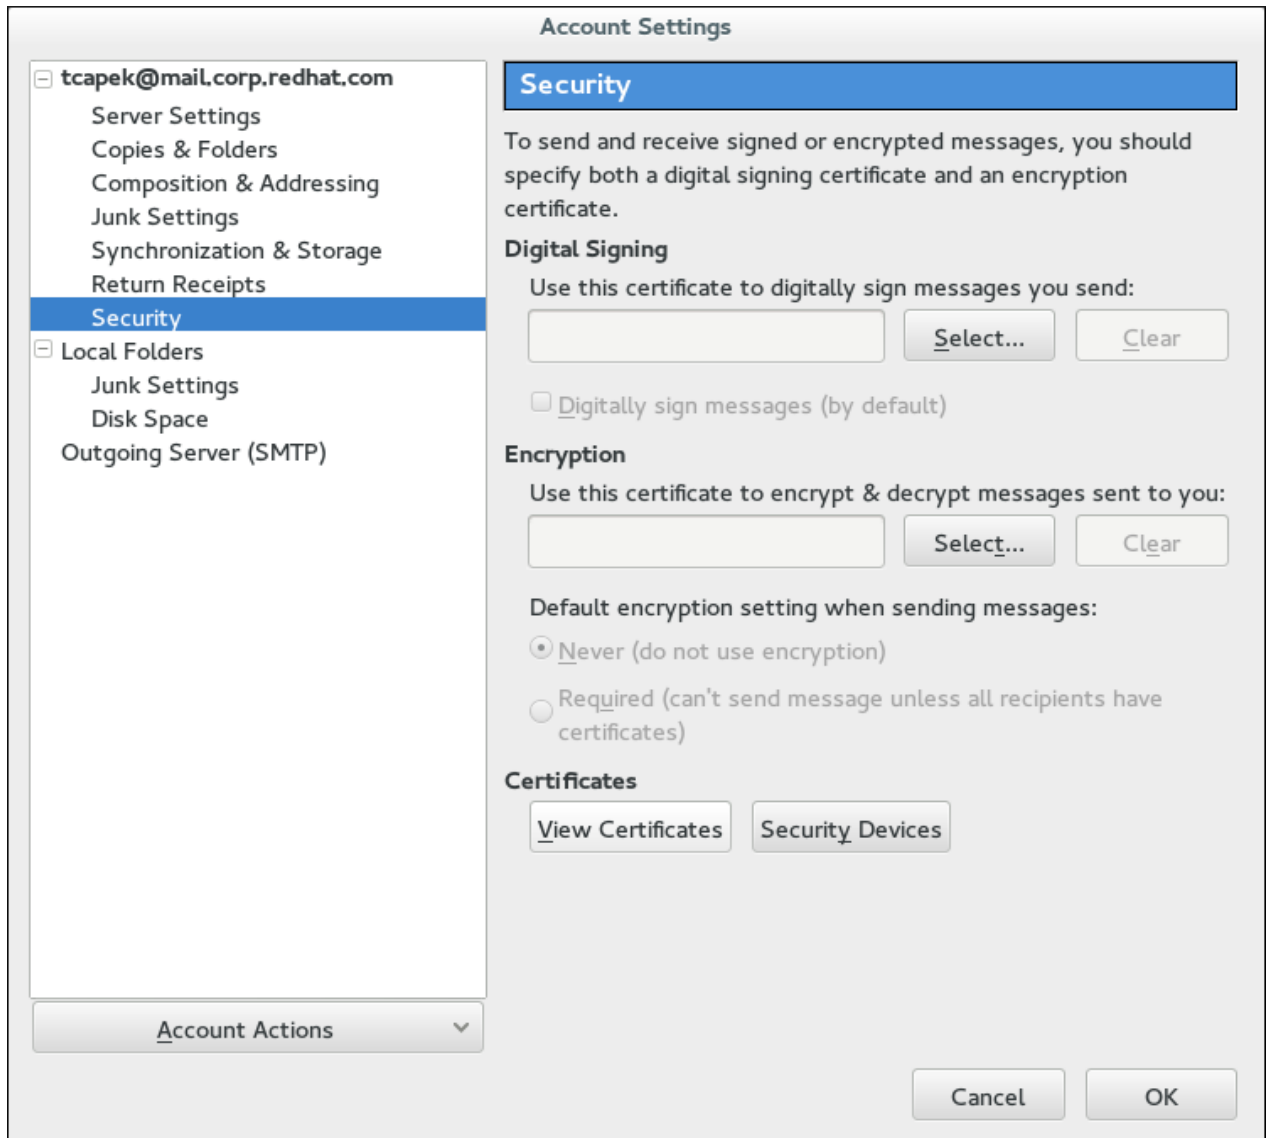 Account Settings
tcapek@mail.corp.redhat.com
Server Settings
Copies & Folders
Composition & Addressing
Junk Settings
Synchronization & Storage
Return Receipts
Security
Local Folders
Junk Settings
Disk Space
Outgoing Server (SMTP)
Account Actions
Security
To send and receive signed or encrypted messages, you should
specify both a digital signing certificate and an encryption
certificate.
Digital Signing
Use this certificate to digitally sign messages you send:
Select...
Clear
Digitally sign messages (by default)
Encryption
Use this certificate to encrypt & decrypt messages sent to you:
Select...
Clear
Default encryption setting when sending messages:
Never (do not use encryption)
Required (can't send message unless all recipients have
certificates)
Certificates
View Certificates
Security Devices
Cancel
OK